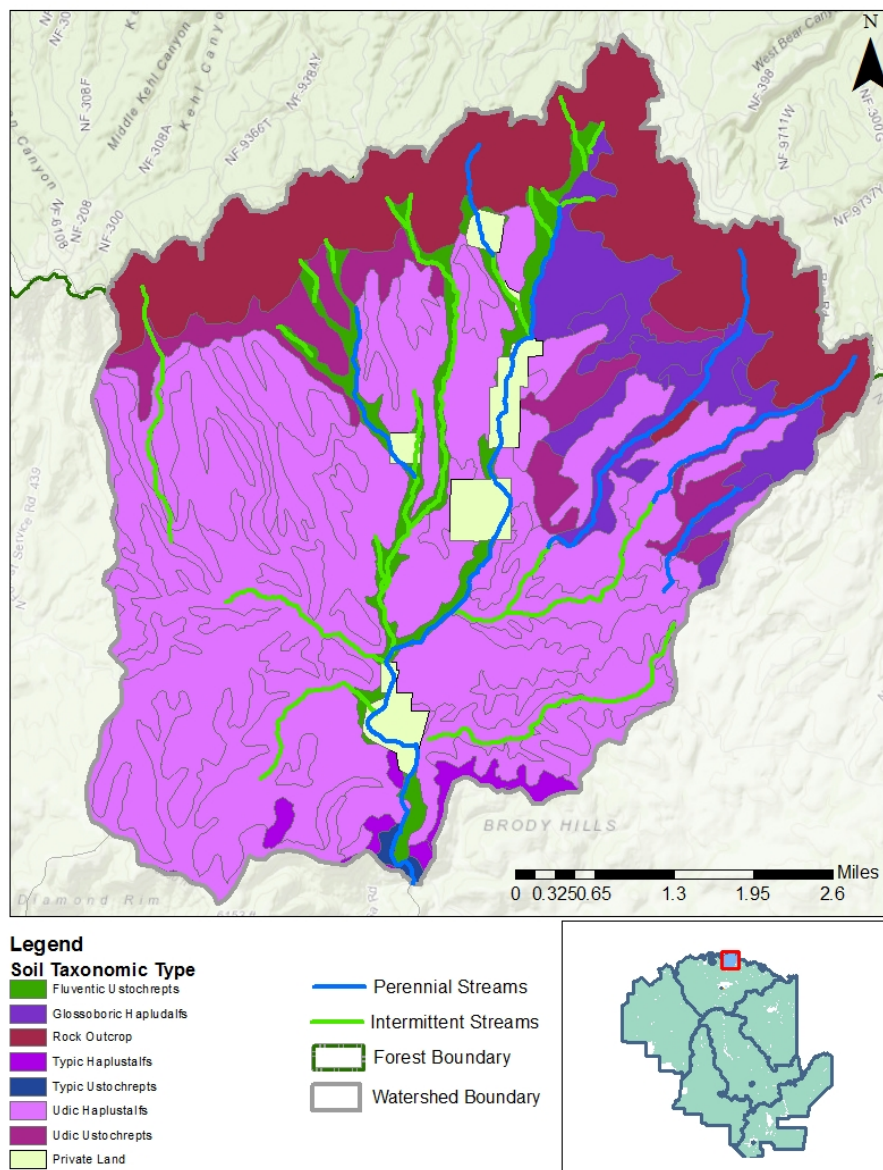 N
West Bear Canyon
NF-398
NF-9711W
NF-300G
NF-9737Y
NF-308F
Middle Kehl Canyon
Kehl Canyon
NF-308A
NF-9366T
NF-9384Y
NF-208
NF-300
Canyon
BRODY HILLS
Diamond Rim
Miles
0 0.325 0.65 1.3 1.95 2.6
Legend
Soil Taxonomic Type
Fluventic Ustochrepts
Glossoboric Hapludalfs
Rock Outcrop
Typic Haplustalfs
Typic Ustochrepts
Udic Haplustalfs
Udic Ustochrepts
Private Land
Perennial Streams
Intermittent Streams
Forest Boundary
Watershed Boundary